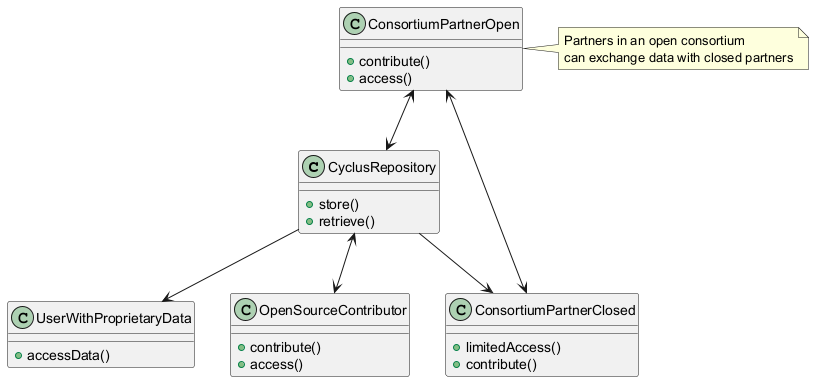 C ConsortiumPartnerOpen
contribute()
access()
Partners in an open consortium
can exchange data with closed partners
C CyclusRepository
store()
retrieve()
C UserWithProprietaryData
accessData()
C OpenSourceContributor
contribute()
access()
C ConsortiumPartnerClosed
limitedAccess()
contribute()